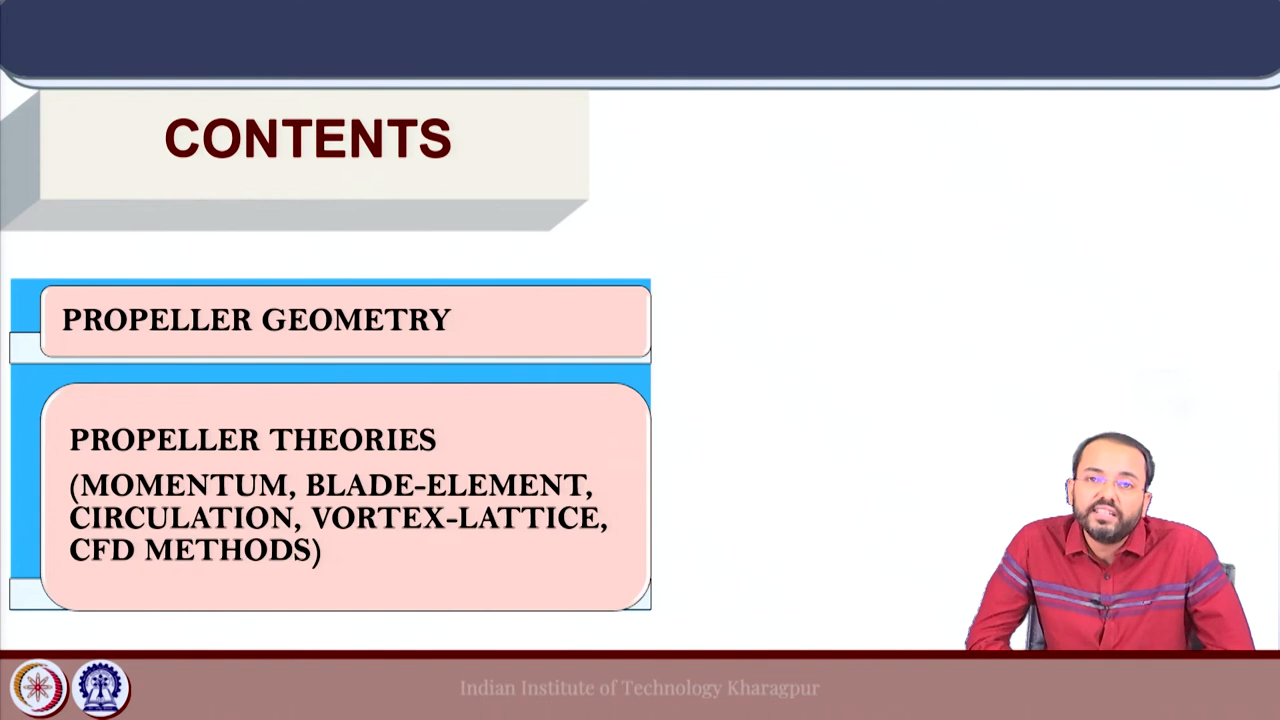 CONTENTS
PROPELLER GEOMETRY
PROPELLER THEORIES
(MOMENTUM, BLADE-ELEMENT,
CIRCULATION, VORTEX-LATTICE,
CFD METHODS)
Indian Institute of Technology Kharagpur